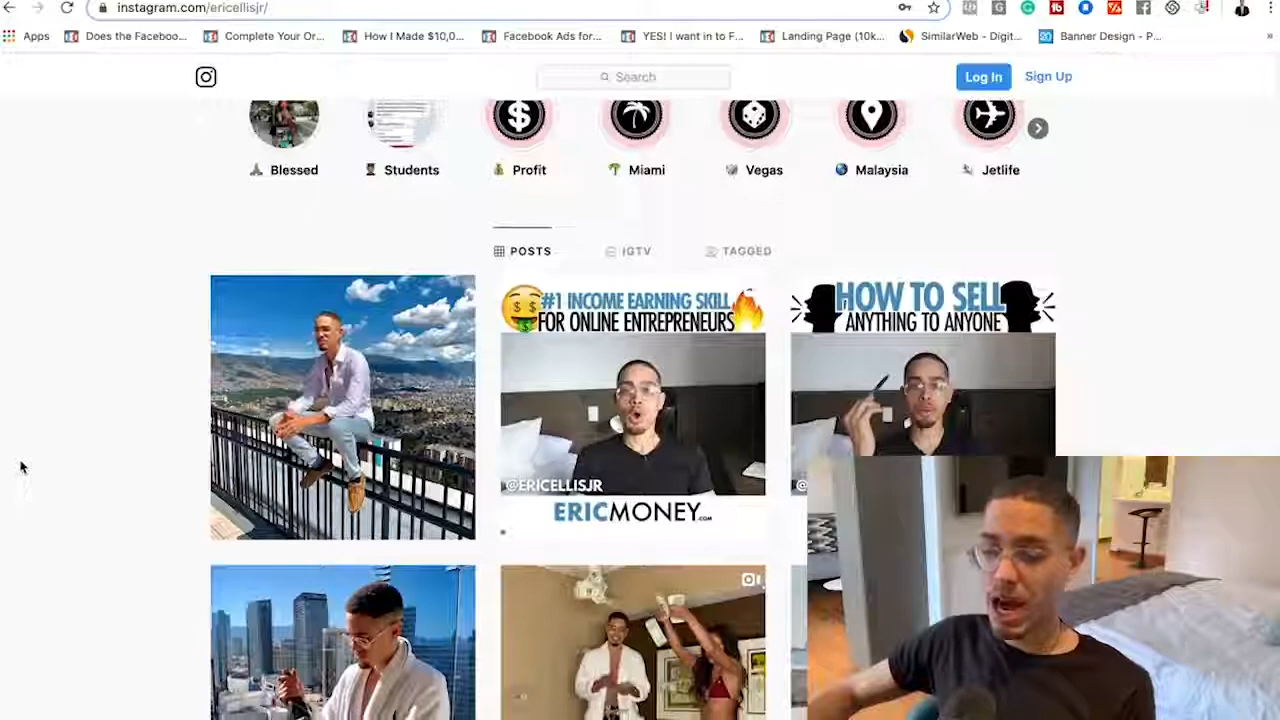 instagram.com/ericellisjr/
Apps
Does the Faceboo...
Complete Your Or...
How I Made $10,0...
Facebook Ads for...
YES! I want in to F...
Landing Page (10k...
SimilarWeb - Digit...
Banner Design - P...
Search
Log In
Sign Up
Blessed
Students
Profit
Miami
Vegas
Malaysia
Jetlife
POSTS
IGTV
TAGGED
#1 INCOME EARNING SKILL
FOR ONLINE ENTREPRENEURS
HOW TO SELL
ANYTHING TO ANYONE
@ERICELLISJR
ERICMONEY.COM